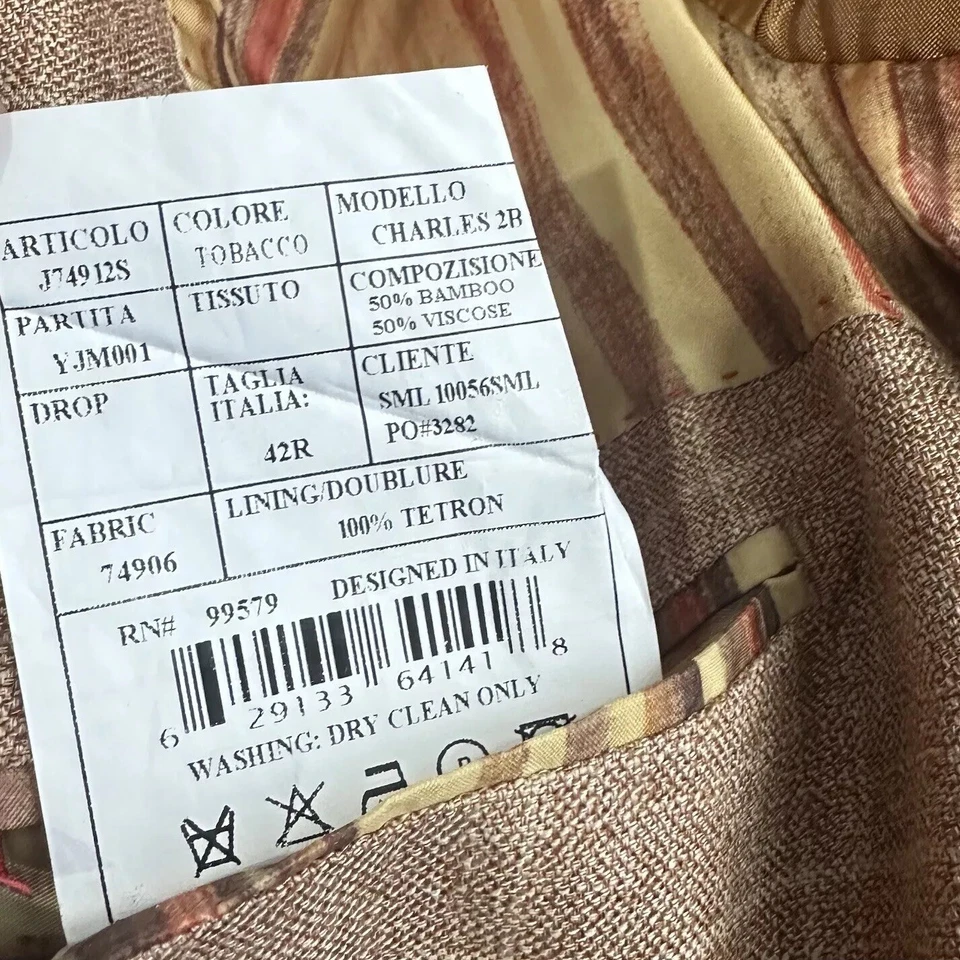 ARTICOLO
J74912S
COLORE
TOBACCO
MODELLO
CHARLES 2B
PARTITA
YJM001
TISSUTO
COMPOZISIONE
50% BAMBOO
50% VISCOSE
DROP
TAGLIA
ITALIA:
42R
CLIENTE
SML 10056SML
PO#3282
FABRIC
74906
LINING/DOUBLURE
100% TETRON
RN# 99579 DESIGNED IN ITALY
6 29133 64141 8
WASHING: DRY CLEAN ONLY